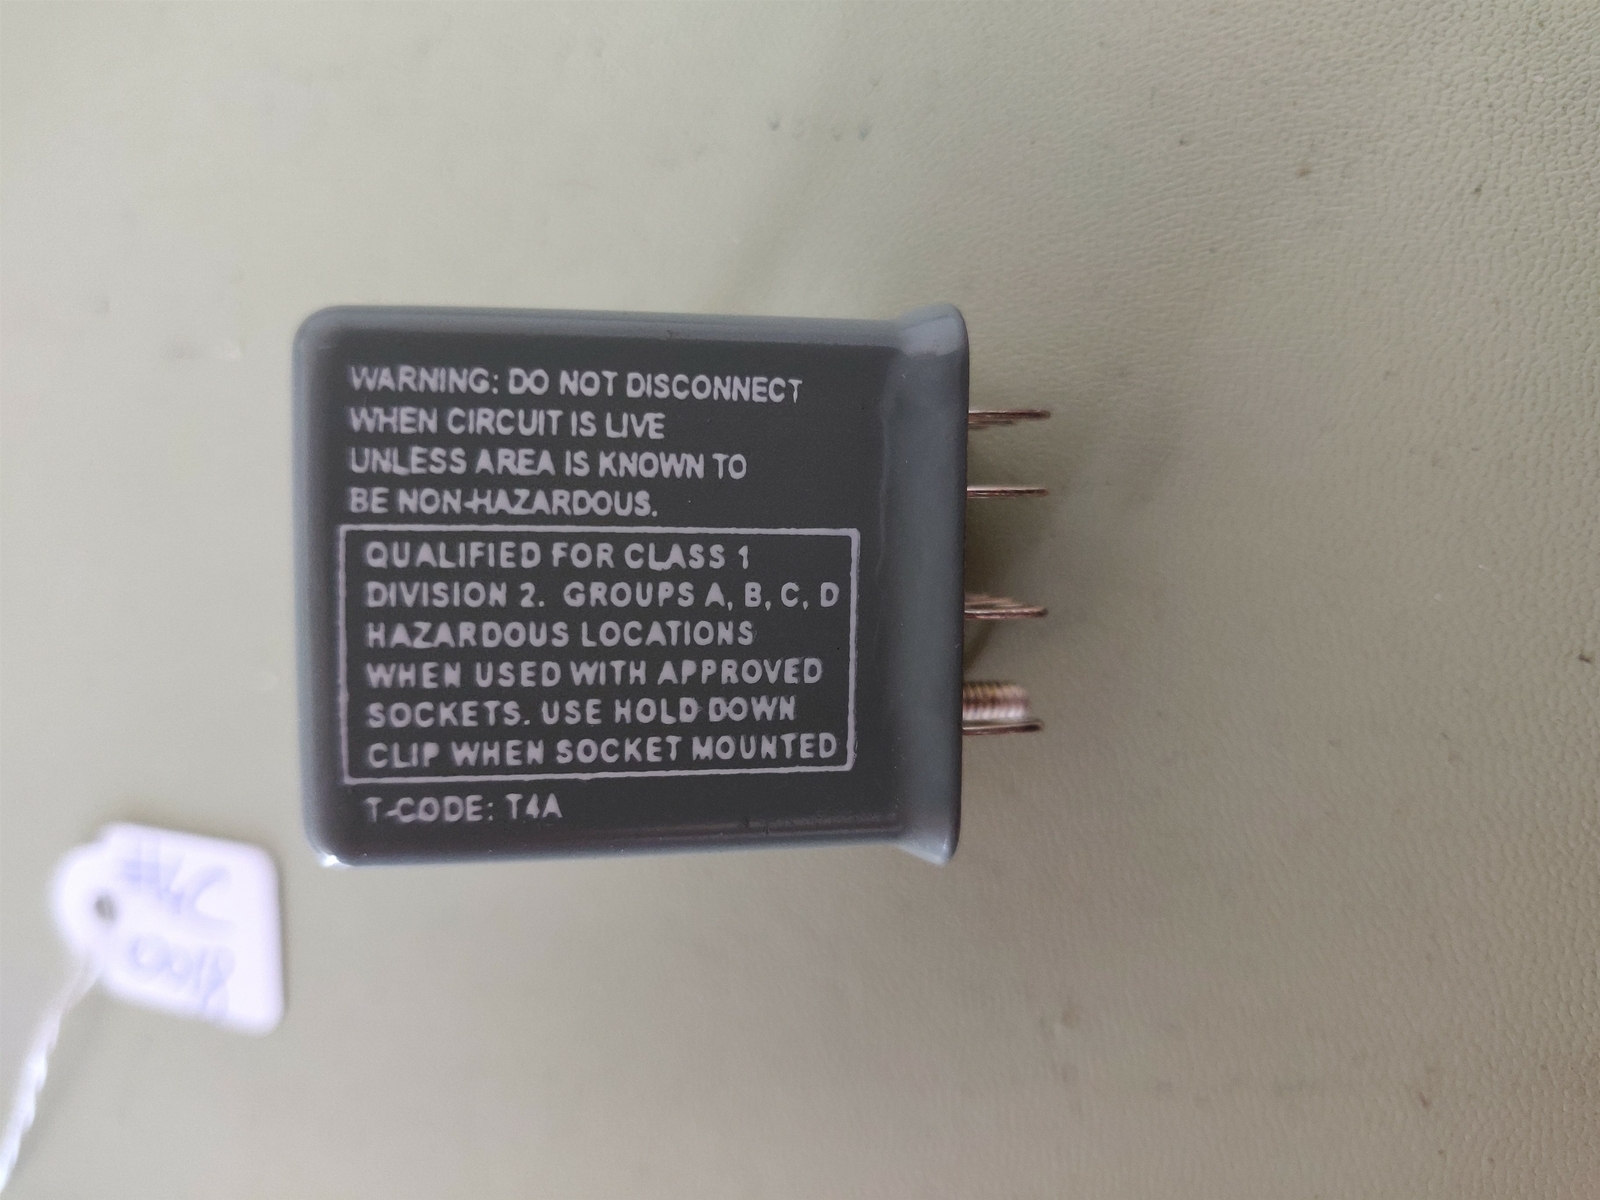 WARNING: DO NOT DISCONNECT
WHEN CIRCUIT IS LIVE
UNLESS AREA IS KNOWN TO
BE NON-HAZARDOUS.
QUALIFIED FOR CLASS 1
DIVISION 2. GROUPS A, B, C, D
HAZARDOUS LOCATIONS
WHEN USED WITH APPROVED
SOCKETS. USE HOLD DOWN
CLIP WHEN SOCKET MOUNTED
T-CODE: T4A